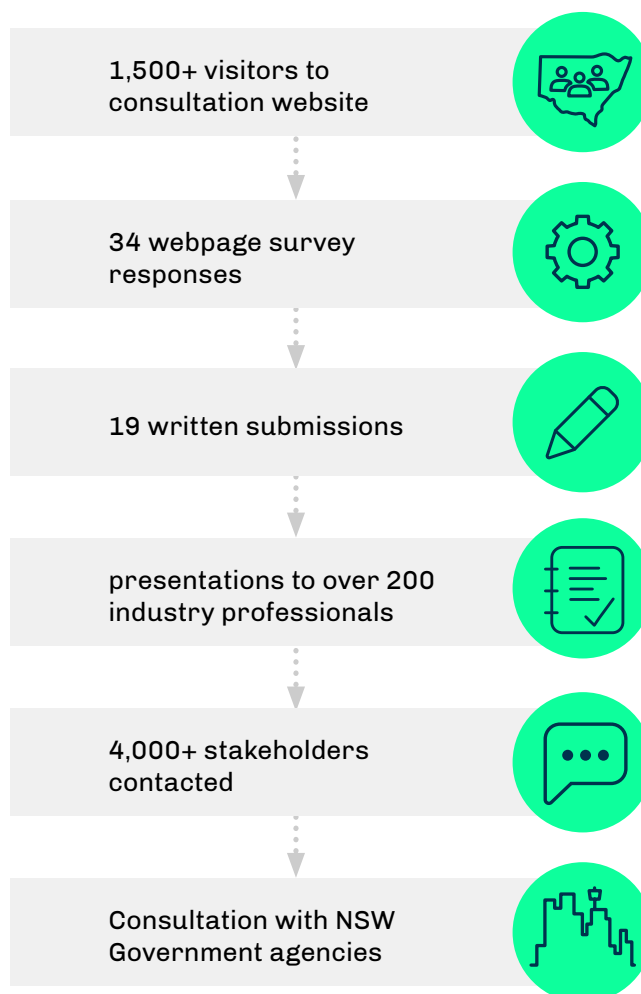 1,500+ visitors to
consultation website
34 webpage survey
responses
19 written submissions
presentations to over 200
industry professionals
4,000+ stakeholders
contacted
Consultation with NSW
Government agencies